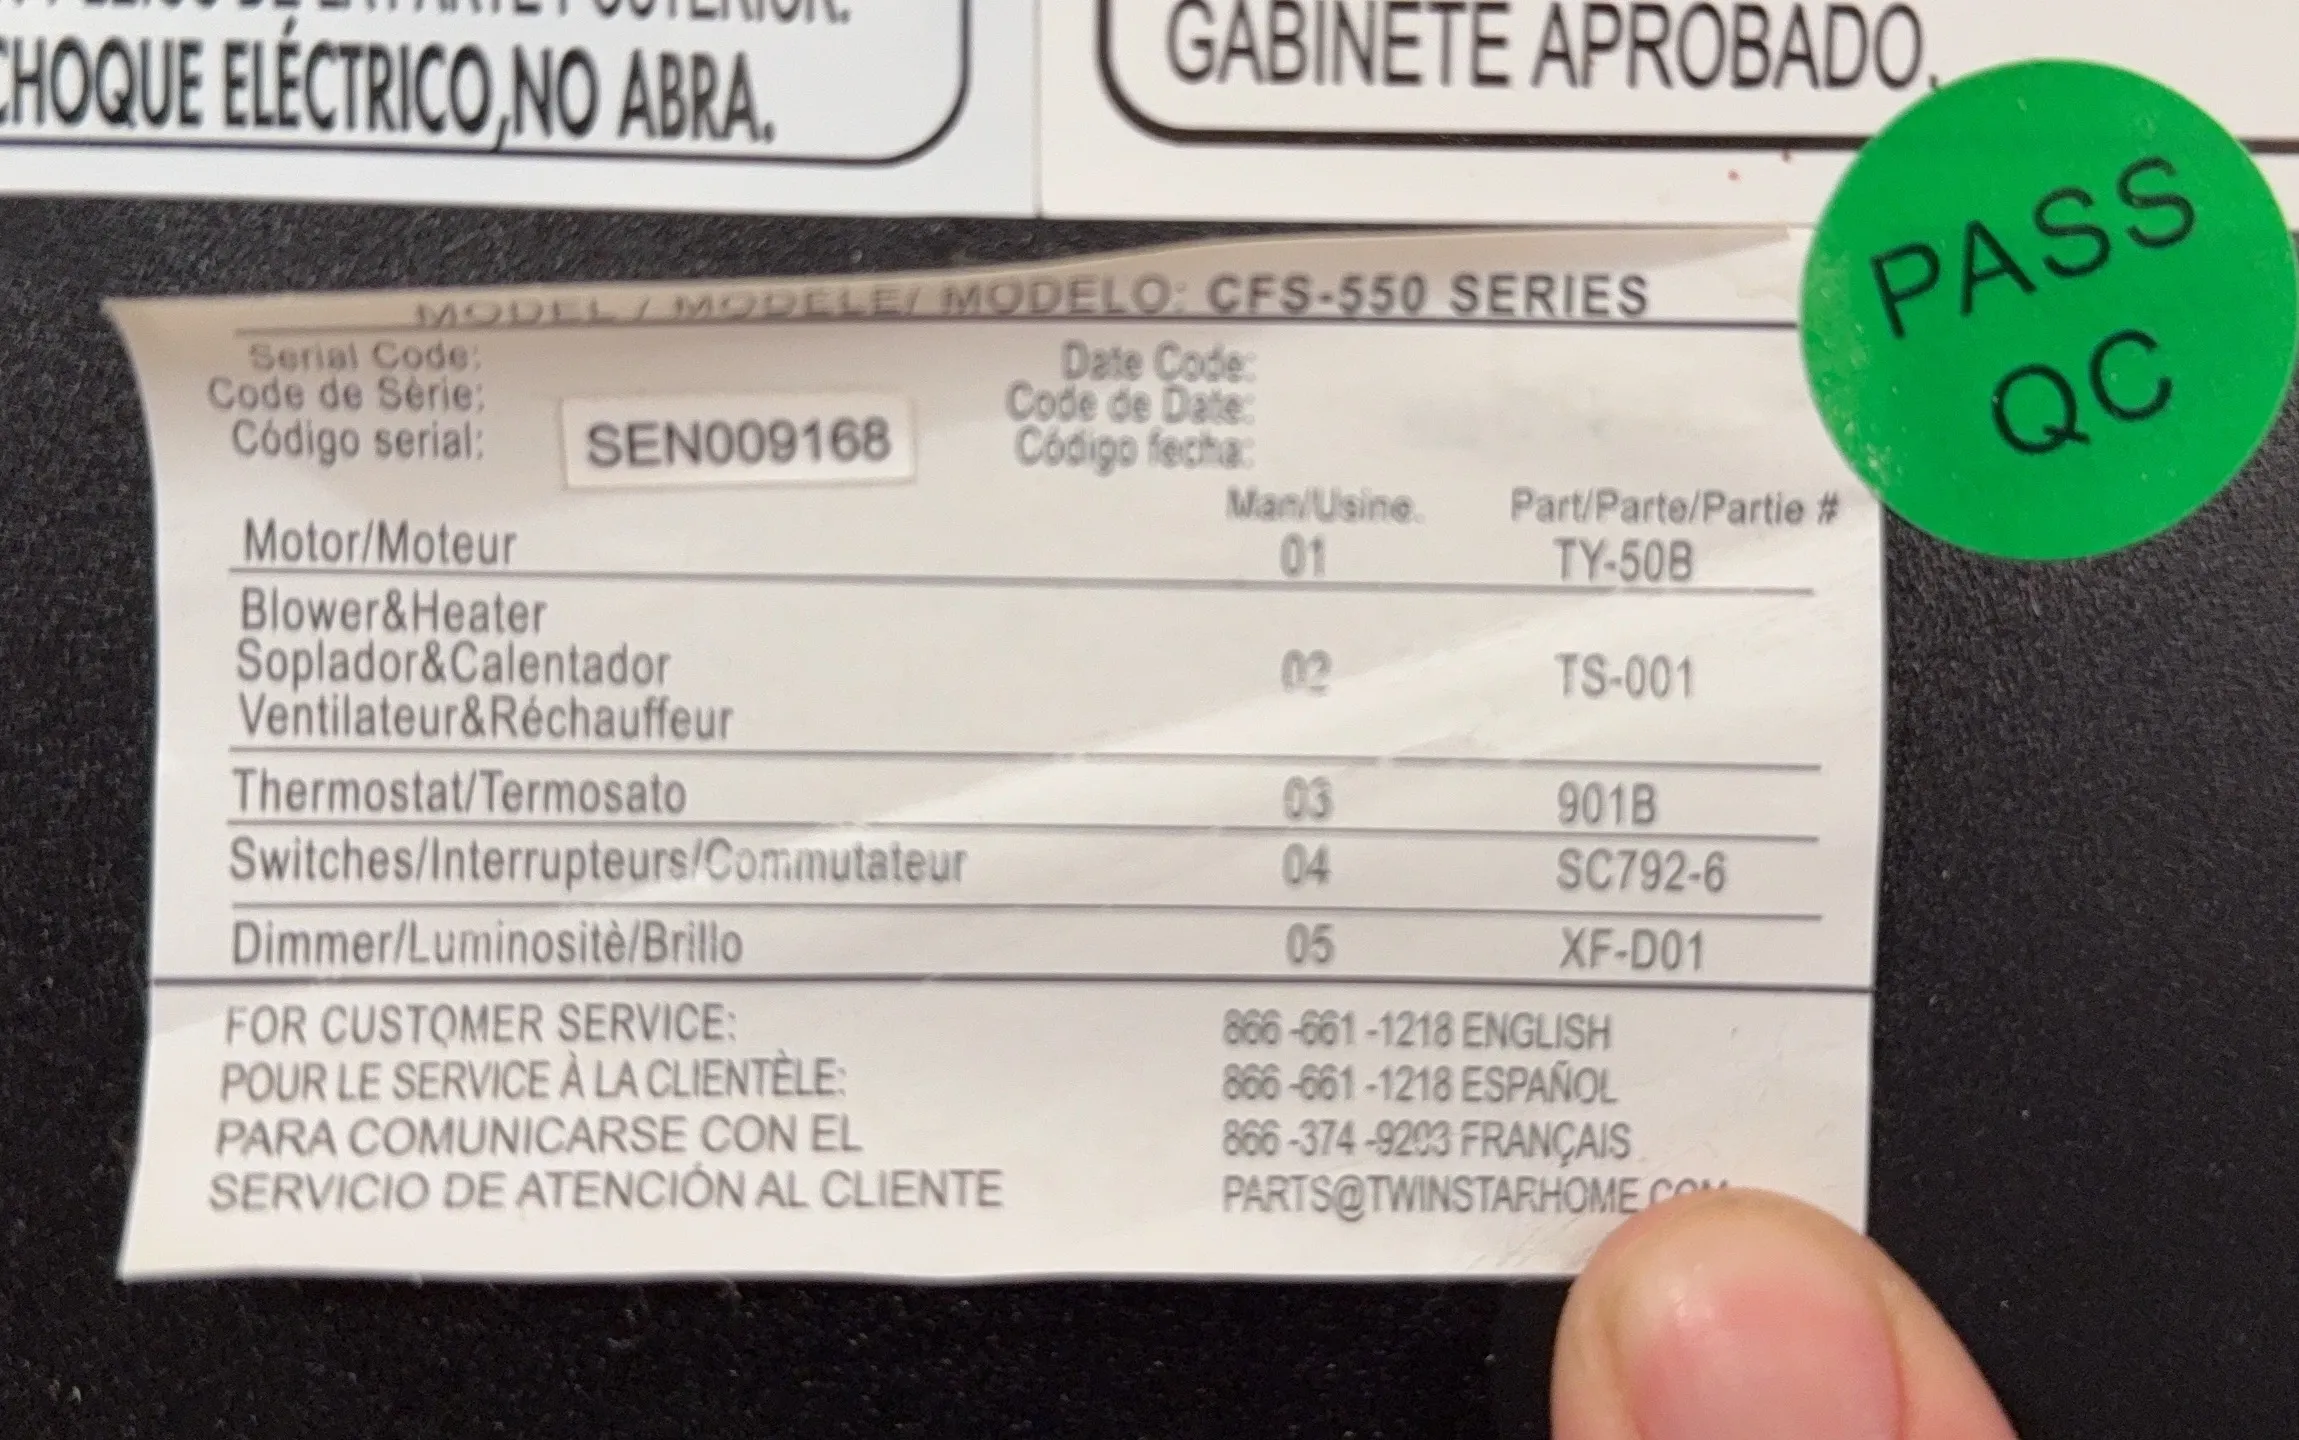 CHOQUE ELÉCTRICO,NO ABRA.
GABINETE APROBADO.
PASS
QC
MODEL / MODELE/ MODELO: CFS-550 SERIES
Serial Code:
Code de Sèrie:
Código serial:
SEN009168
Date Code:
Code de Date:
Código fecha:
Man/Usine. Part/Parte/Partie #
Motor/Moteur 01 TY-50B
Blower&Heater
Soplador&Calentador 02 TS-001
Ventilateur&Réchauffeur
Thermostat/Termosato 03 901B
Switches/Interrupteurs/Commutateur 04 SC792-6
Dimmer/Luminositè/Brillo 05 XF-D01
FOR CUSTOMER SERVICE: 866 -661 -1218 ENGLISH
POUR LE SERVICE À LA CLIENTÈLE: 866 -661 -1218 ESPAÑOL
PARA COMUNICARSE CON EL 866 -374 -9203 FRANÇAIS
SERVICIO DE ATENCIÓN AL CLIENTE PARTS@TWINSTARHOME.COM